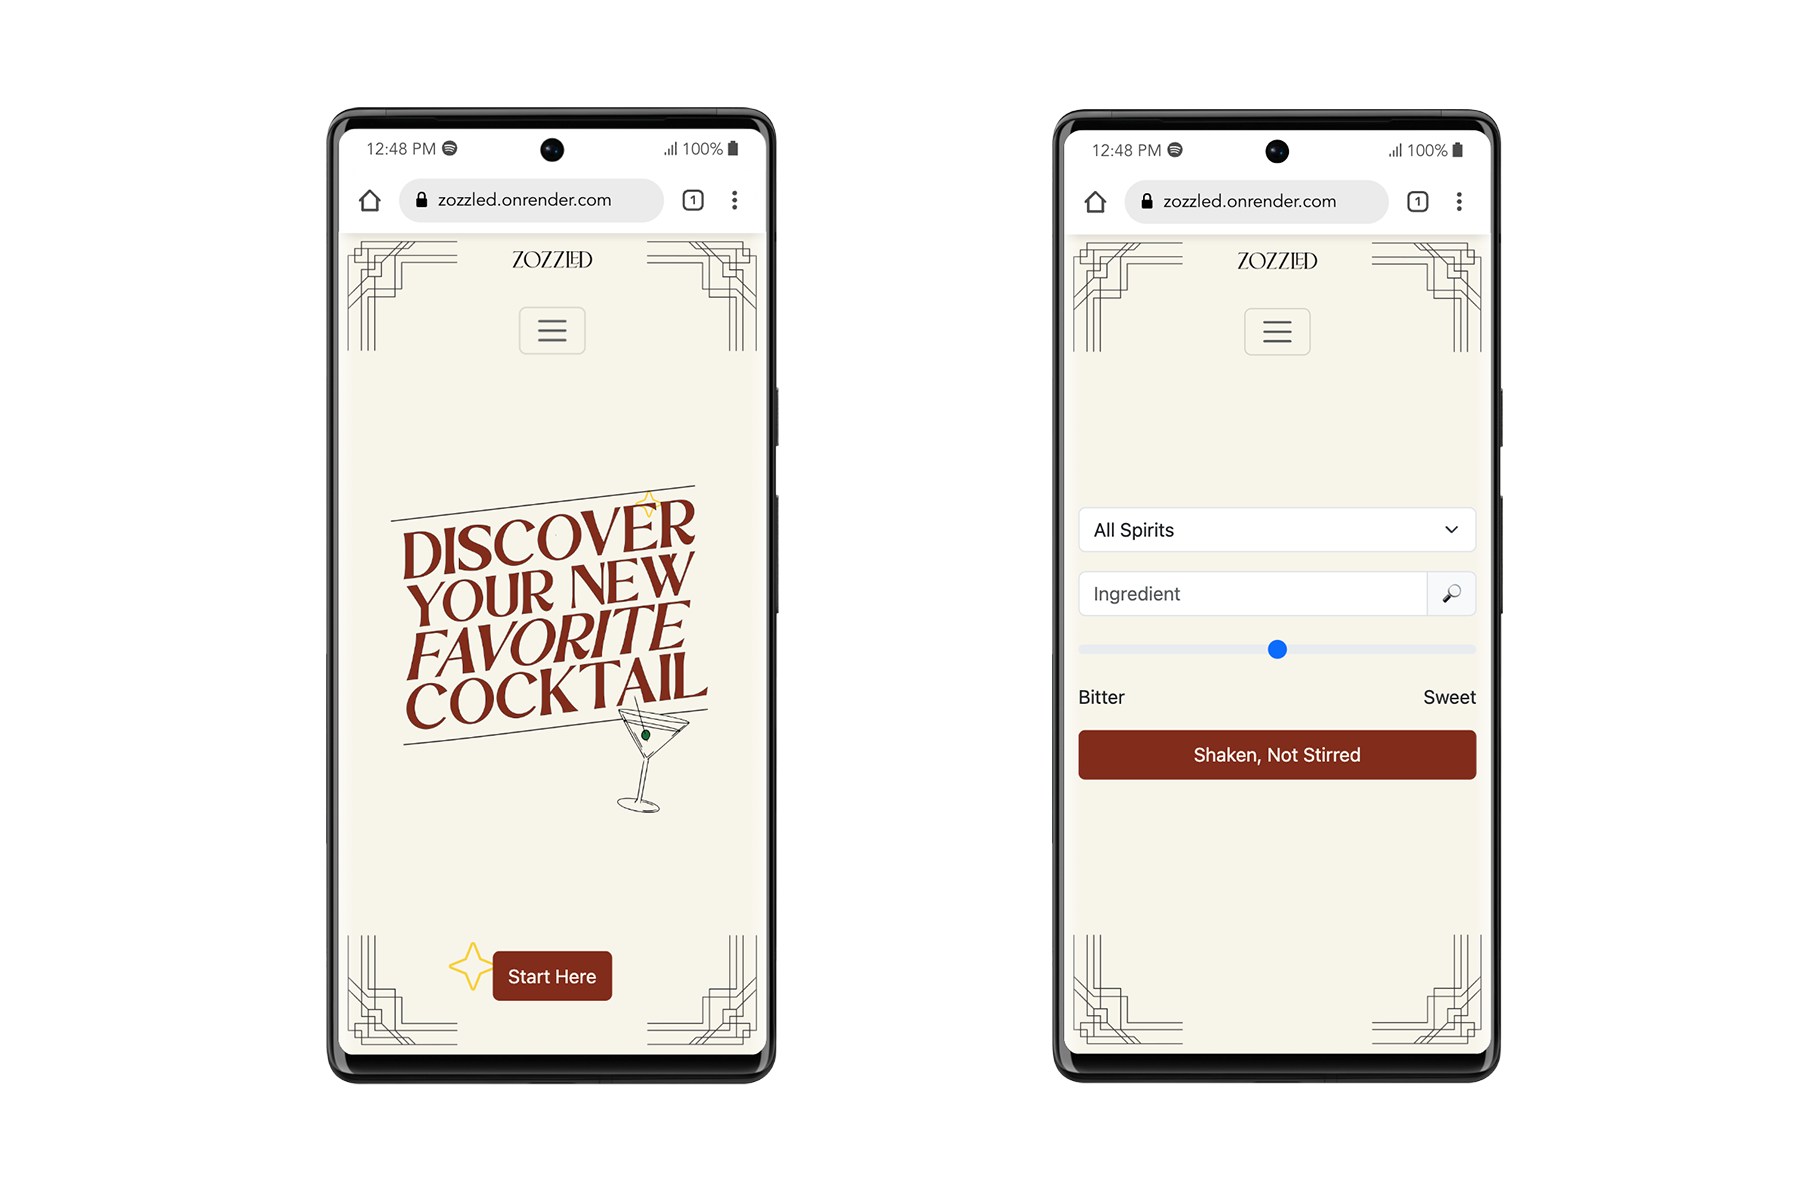 12:48 PM
100%
zozzled.onrender.com
1
ZOZZLED
DISCOVER
YOUR NEW
FAVORITE
COCKTAIL
Start Here
12:48 PM
100%
zozzled.onrender.com
1
ZOZZLED
All Spirits
Ingredient
Bitter
Sweet
Shaken, Not Stirred